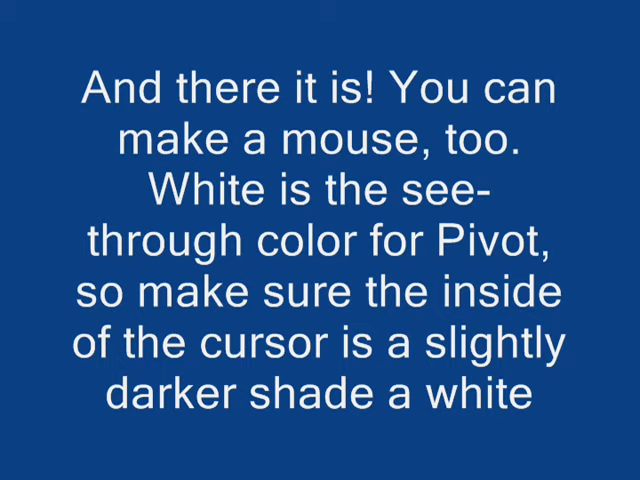 And there it is! You can
make a mouse, too.
White is the see-
through color for Pivot,
so make sure the inside
of the cursor is a slightly
darker shade a white